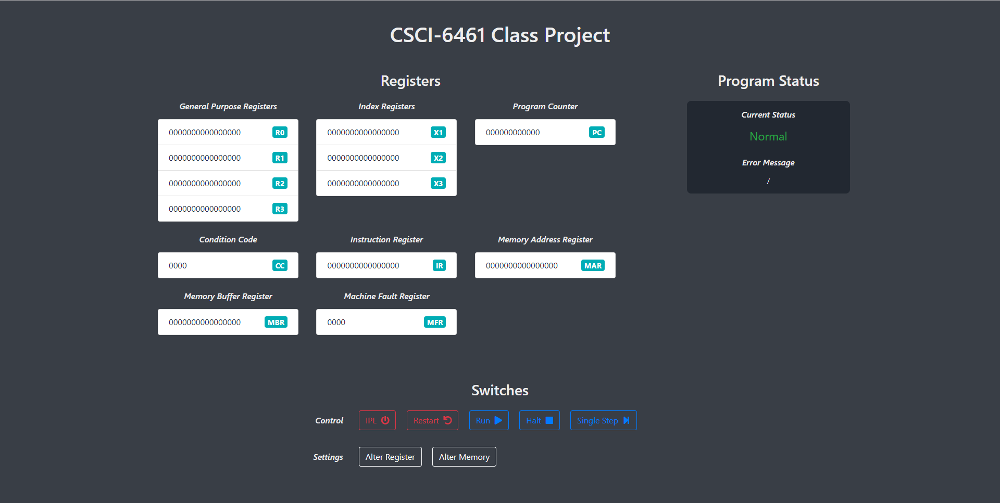 CSCI-6461 Class Project
Registers
Program Status
General Purpose Registers
0000000000000000 R0
0000000000000000 R1
0000000000000000 R2
0000000000000000 R3
Index Registers
0000000000000000 X1
0000000000000000 X2
0000000000000000 X3
Program Counter
000000000000 PC
Current Status
Normal
Error Message
/
Condition Code
0000 CC
Instruction Register
0000000000000000 IR
Memory Address Register
0000000000000000 MAR
Memory Buffer Register
0000000000000000 MBR
Machine Fault Register
0000 MFR
Switches
Control IPL Restart Run Halt Single Step
Settings Alter Register Alter Memory